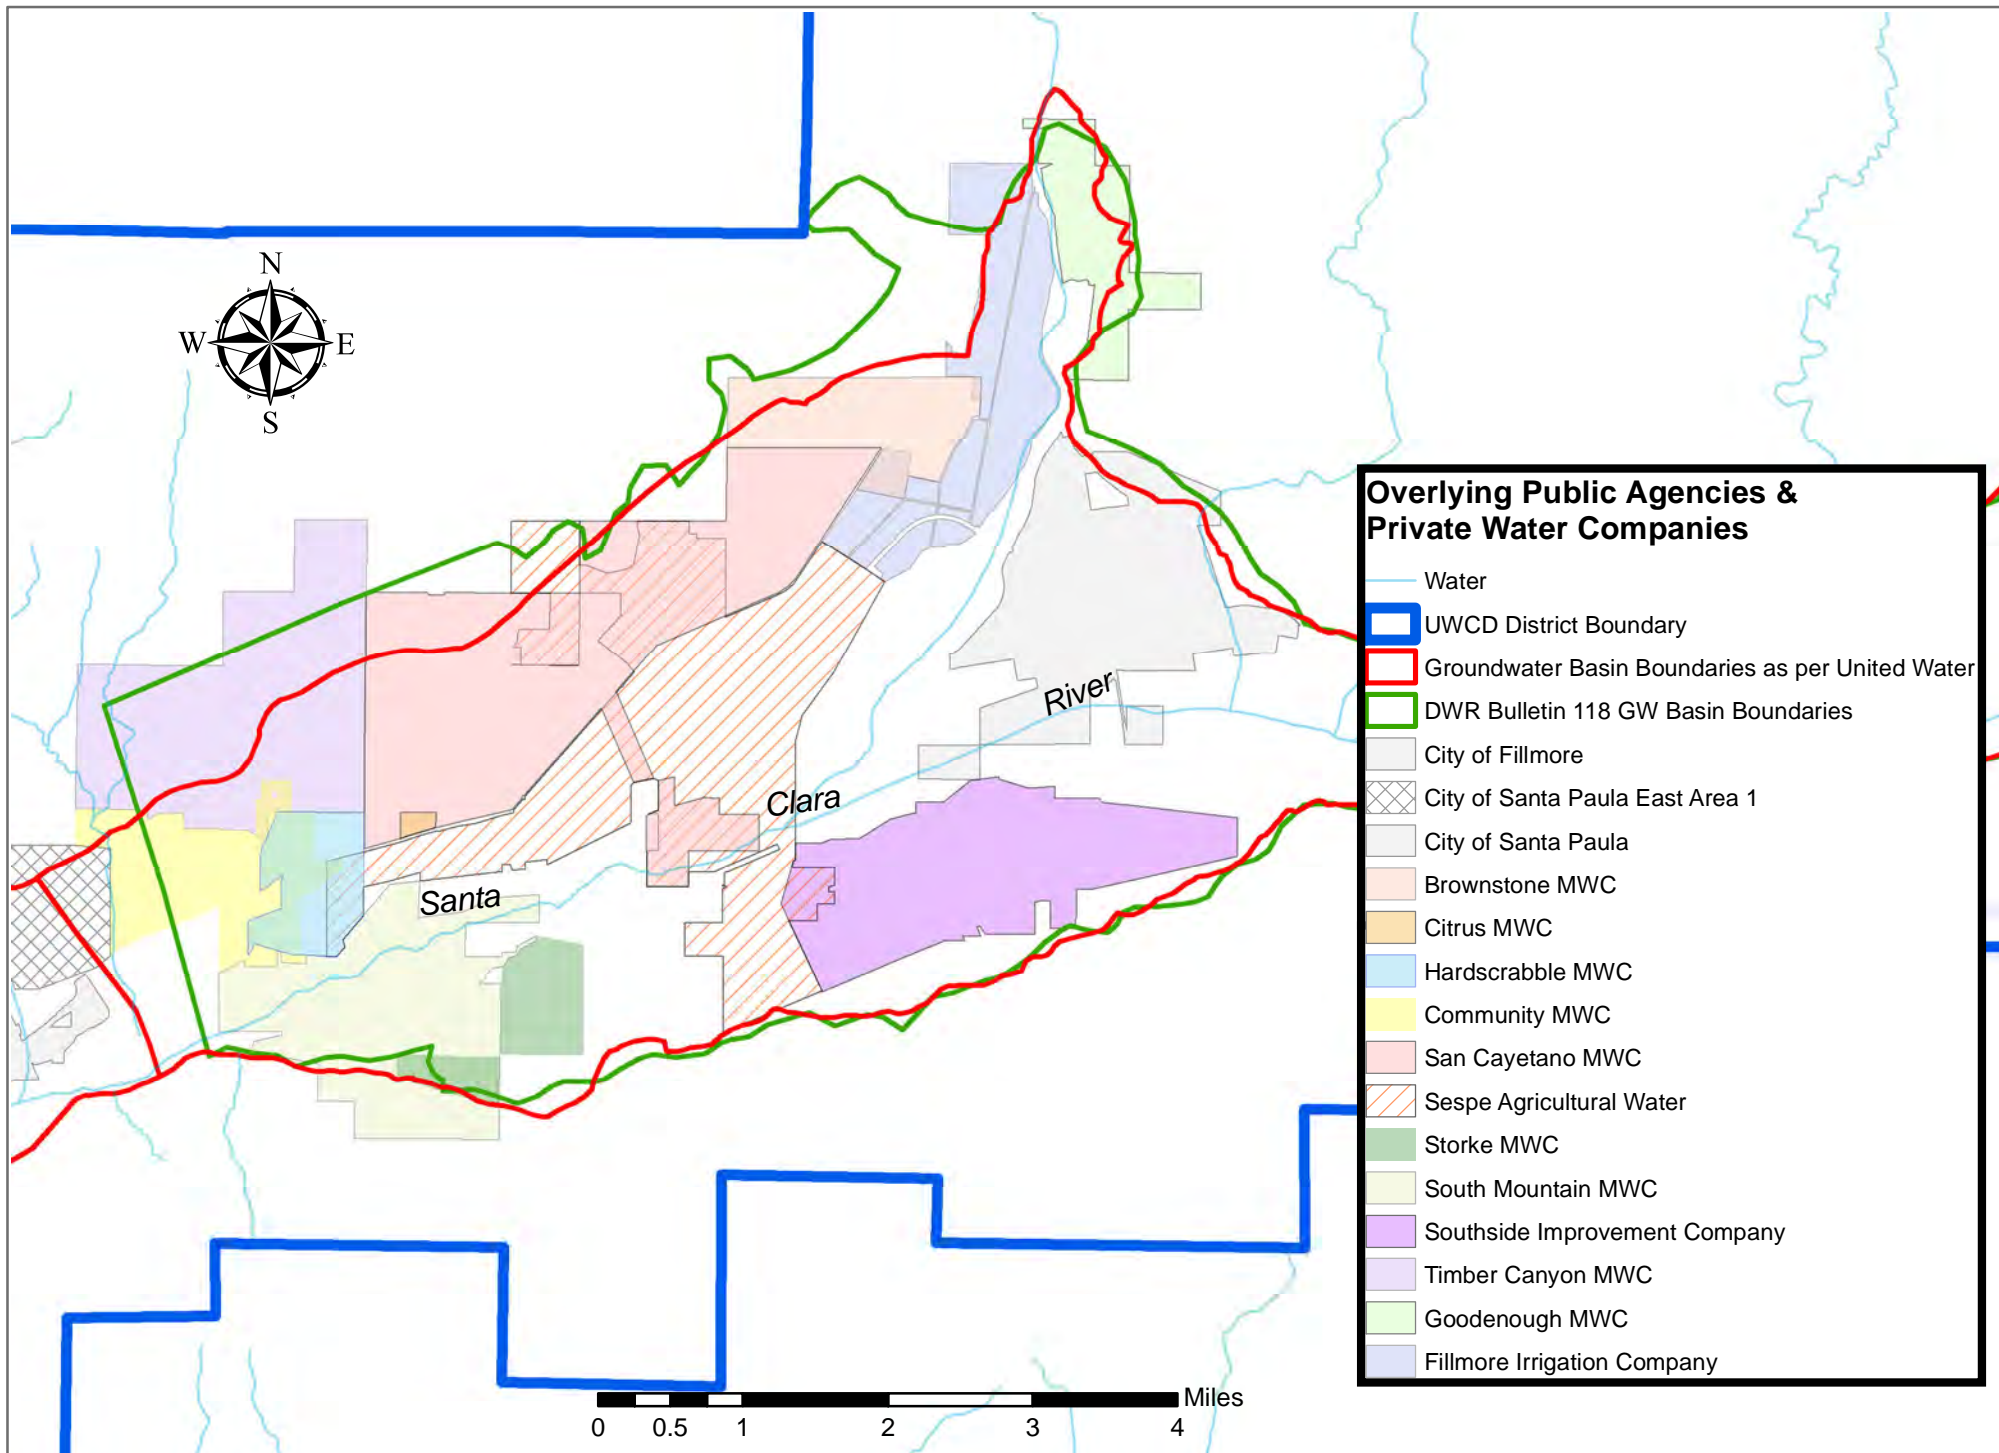 N
W
E
S
Overlying Public Agencies &
Private Water Companies
Water
UWCD District Boundary
Groundwater Basin Boundaries as per United Water
DWR Bulletin 118 GW Basin Boundaries
City of Fillmore
City of Santa Paula East Area 1
City of Santa Paula
Brownstone MWC
Citrus MWC
Hardscrabble MWC
Community MWC
San Cayetano MWC
Sespe Agricultural Water
Storke MWC
South Mountain MWC
Southside Improvement Company
Timber Canyon MWC
Goodenough MWC
Fillmore Irrigation Company
Santa
Clara
River
Miles
0 0.5 1 2 3 4